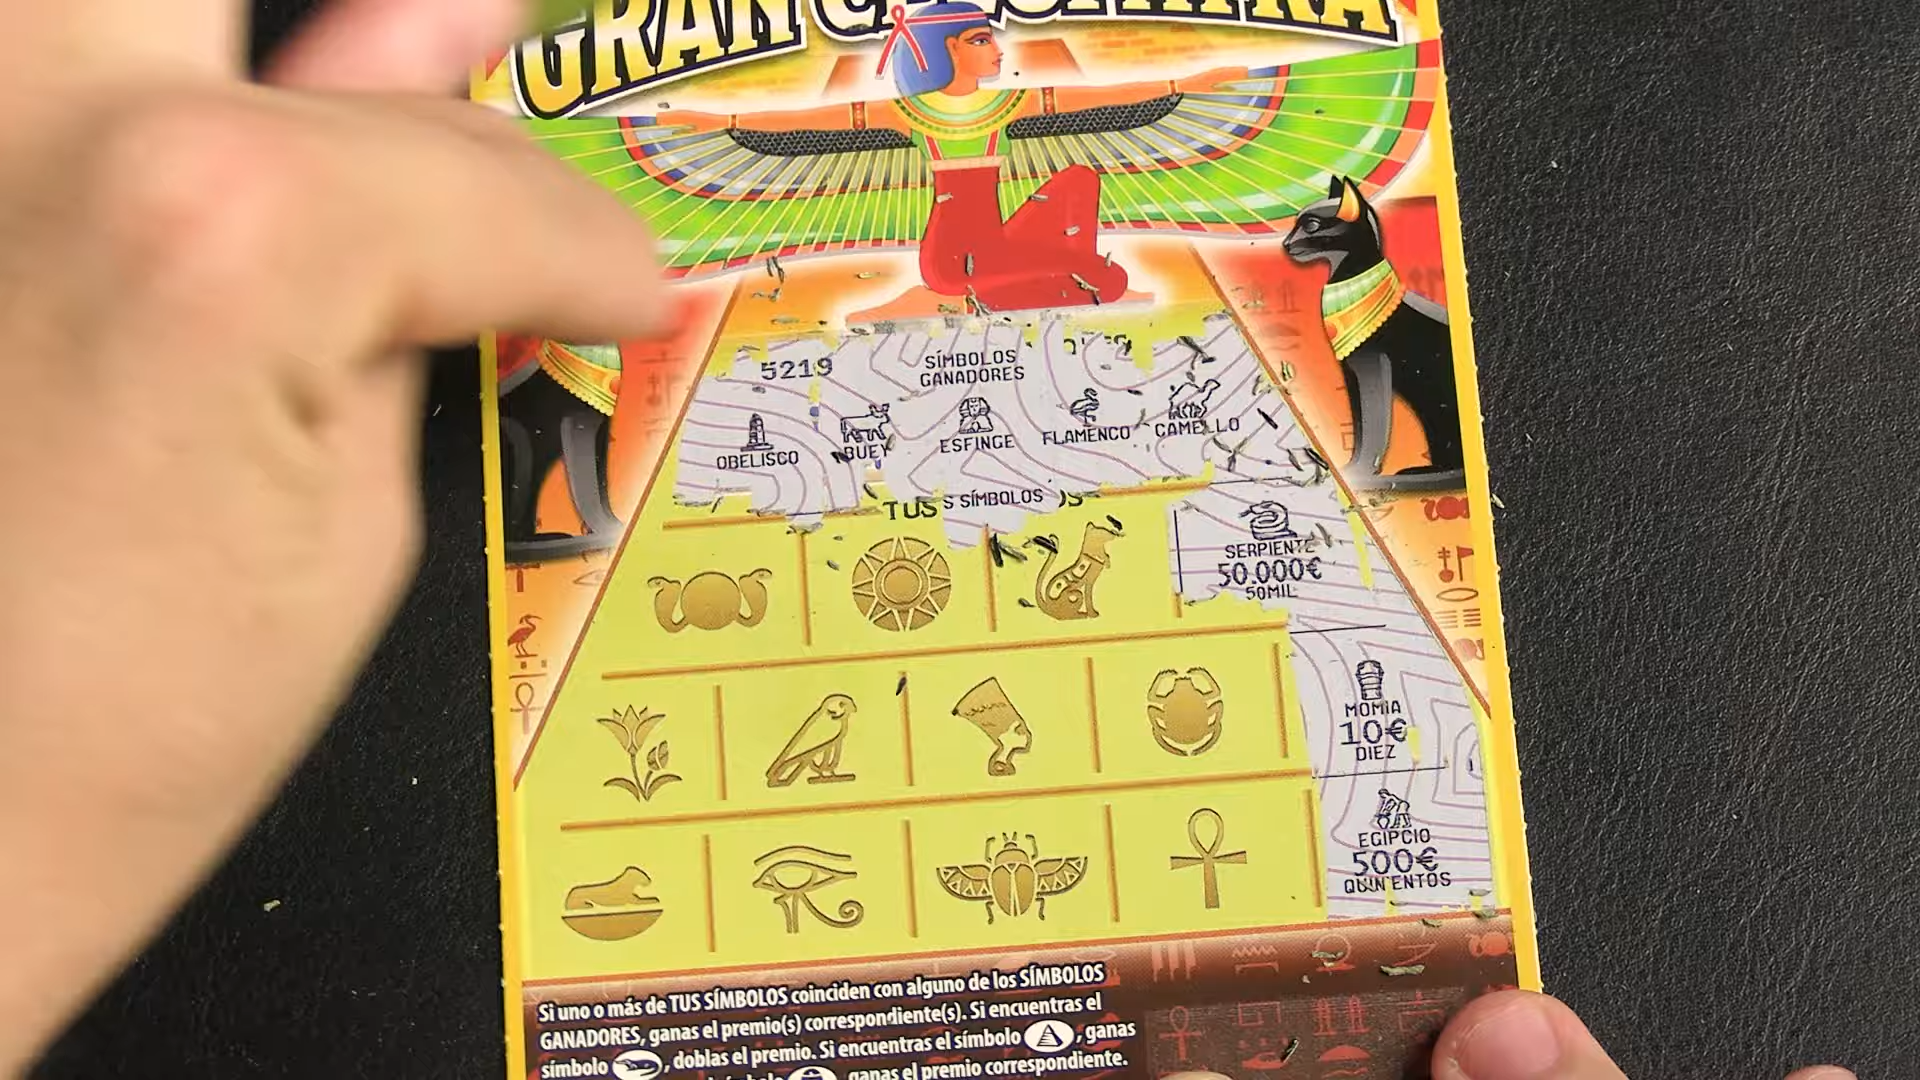 GRAN CLEOPATRA
5219
SÍMBOLOS
GANADORES
OBELISCO
BUEY
ESFINGE
FLAMENCO
CAMELLO
TUS S SÍMBOLOS OS
SERPIENTE
50.000€
50MIL
MOMIA
10€
DIEZ
EGIPCIO
500€
QUINIENTOS
Si uno o más de TUS SÍMBOLOS coinciden con alguno de los SÍMBOLOS
GANADORES, ganas el premio(s) correspondiente(s). Si encuentras el
símbolo , doblas el premio. Si encuentras el símbolo , ganas
, ganas el premio correspondiente.